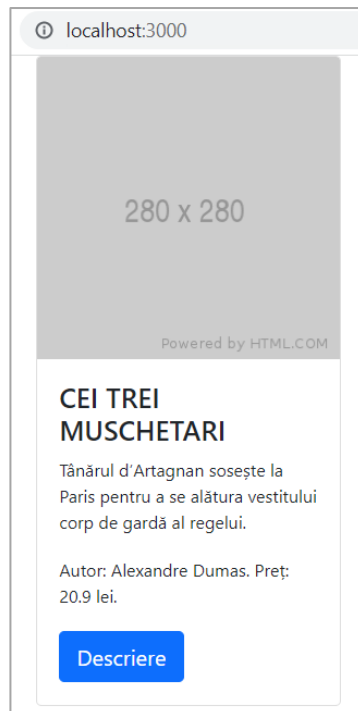 localhost:3000
280 x 280
Powered by HTML.COM
CEI TREI
MUSCHETARI
Tânărul d'Artagnan sosește la
Paris pentru a se alătura vestitului
corp de gardă al regelui.
Autor: Alexandre Dumas. Preț:
20.9 lei.
Descriere